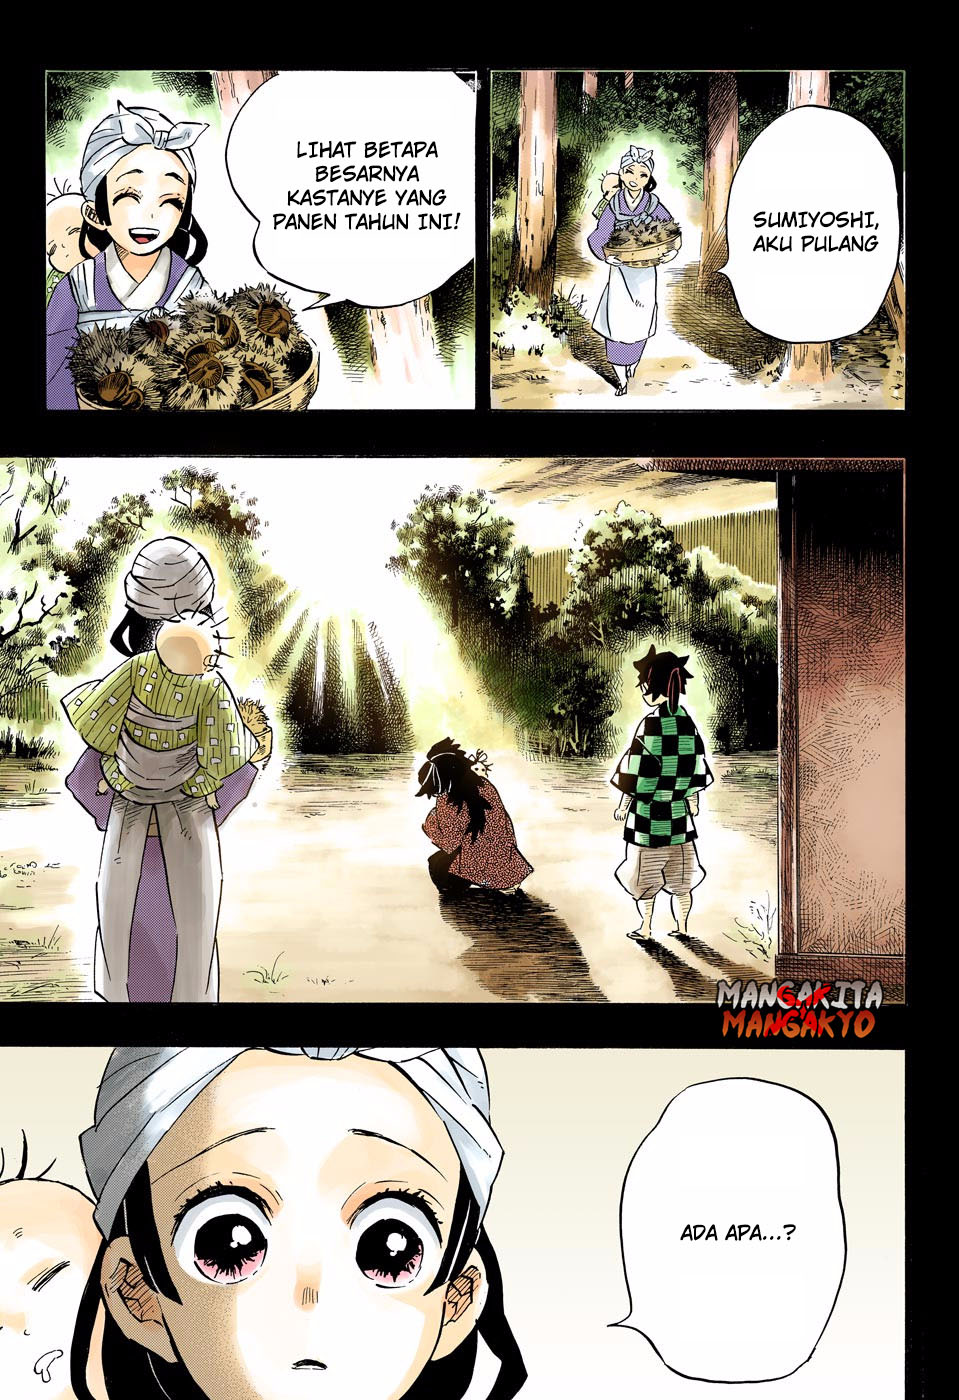 SUMIYOSHI,
AKU PULANG
LIHAT BETAPA
BESARNYA
KASTANYE YANG
PANEN TAHUN INI!
MANGAKITA
MANGAKYO
ADA APA...?